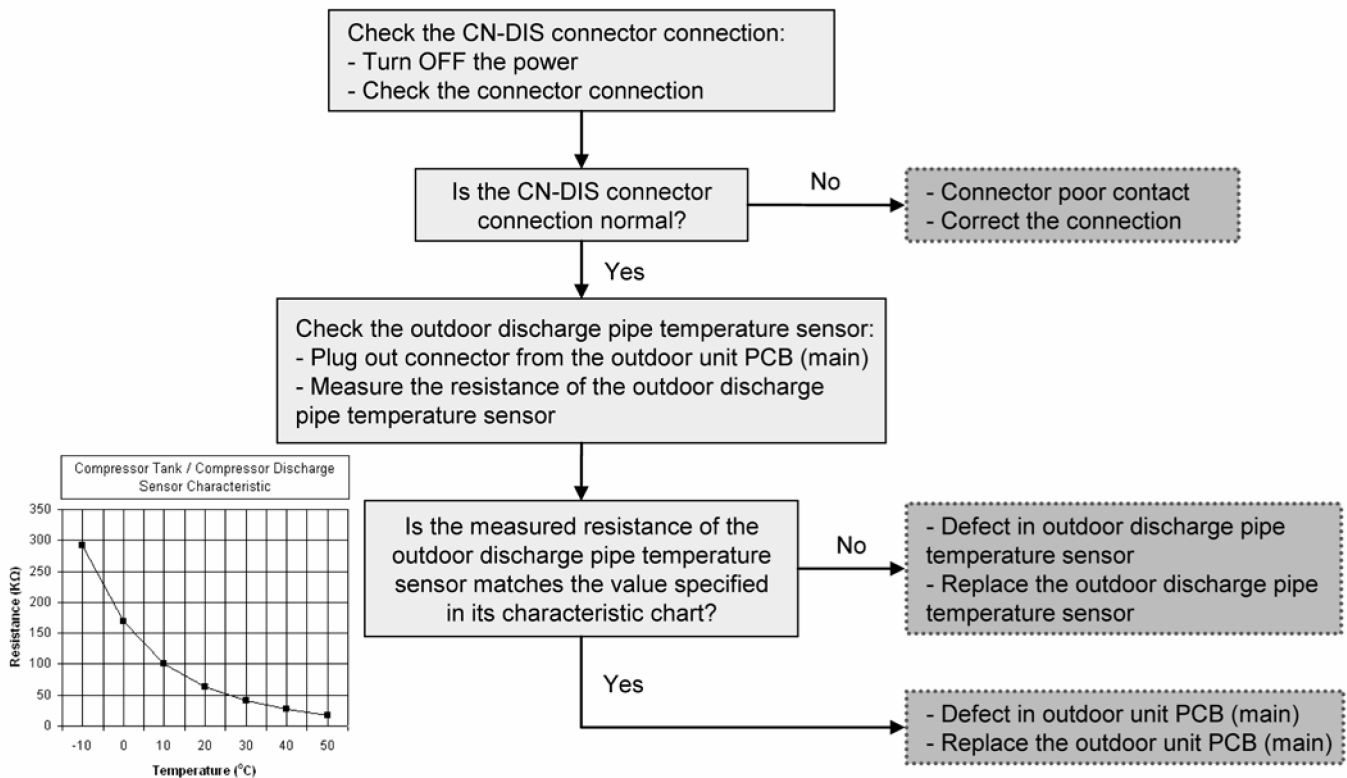 Check the CN-DIS connector connection:
- Turn OFF the power
- Check the connector connection
Is the CN-DIS connector
connection normal?
No
- Connector poor contact
- Correct the connection
Yes
Check the outdoor discharge pipe temperature sensor:
- Plug out connector from the outdoor unit PCB (main)
- Measure the resistance of the outdoor discharge
pipe temperature sensor
Compressor Tank / Compressor Discharge
Sensor Characteristic
350
300
250
200
150
100
50
0
Resistance (KΩ)
-10 0 10 20 30 40 50
Temperature (°C)
Is the measured resistance of the
outdoor discharge pipe temperature
sensor matches the value specified
in its characteristic chart?
No
- Defect in outdoor discharge pipe
temperature sensor
- Replace the outdoor discharge pipe
temperature sensor
Yes
- Defect in outdoor unit PCB (main)
- Replace the outdoor unit PCB (main)